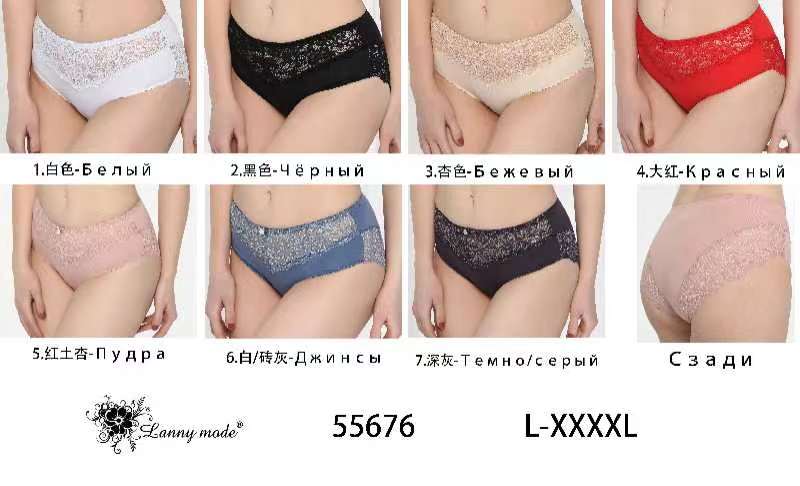 1.白色-Белый
2.黑色-Чёрный
3.杏色-Бежевый
4.大红-Красный
5.红土杏-Пудра
6.白/砖灰-Джинсы
7.深灰-Темно/серый
Сзади
Lanny mode®
55676
L-XXXXL